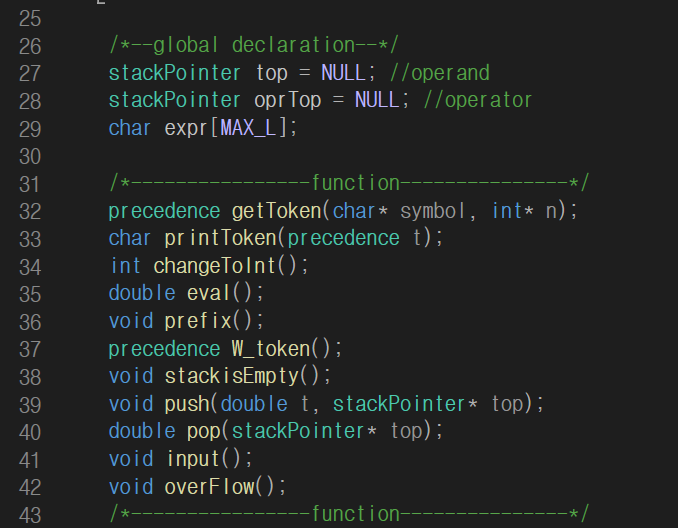 25
26 /*--global declaration--*/
27 stackPointer top = NULL; //operand
28 stackPointer oprTop = NULL; //operator
29 char expr[MAX_L];
30
31 /*----------------function---------------*/
32 precedence getToken(char* symbol, int* n);
33 char printToken(precedence t);
34 int changeToInt();
35 double eval();
36 void prefix();
37 precedence W_token();
38 void stackisEmpty();
39 void push(double t, stackPointer* top);
40 double pop(stackPointer* top);
41 void input();
42 void overFlow();
43 /*----------------function---------------*/